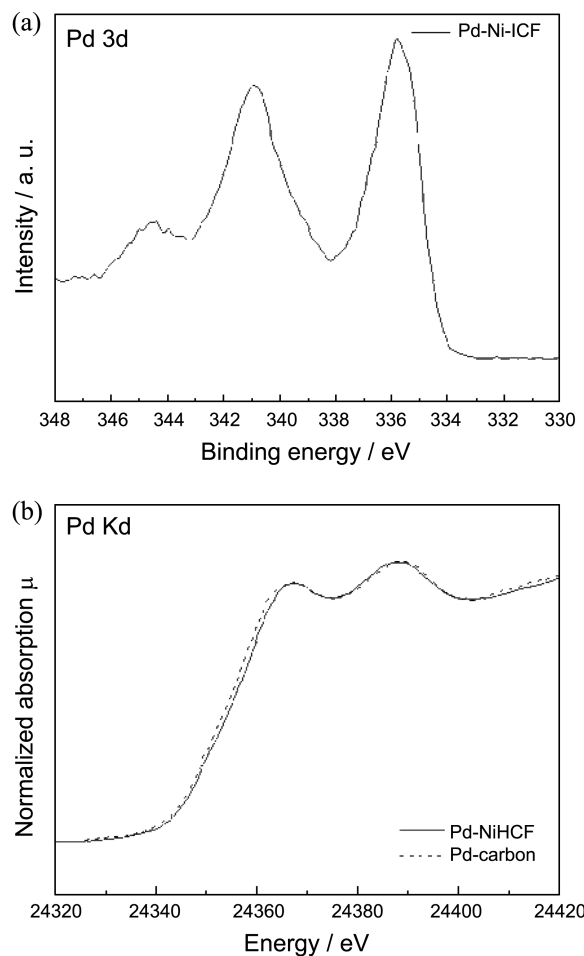 (a)
Pd 3d
Pd-Ni-ICF
Intensity / a. u.
348 346 344 342 340 338 336 334 332 330
Binding energy / eV
(b)
Pd Kd
Normalized absorption μ
Pd-NiHCF
Pd-carbon
24320 24340 24360 24380 24400 24420
Energy / eV